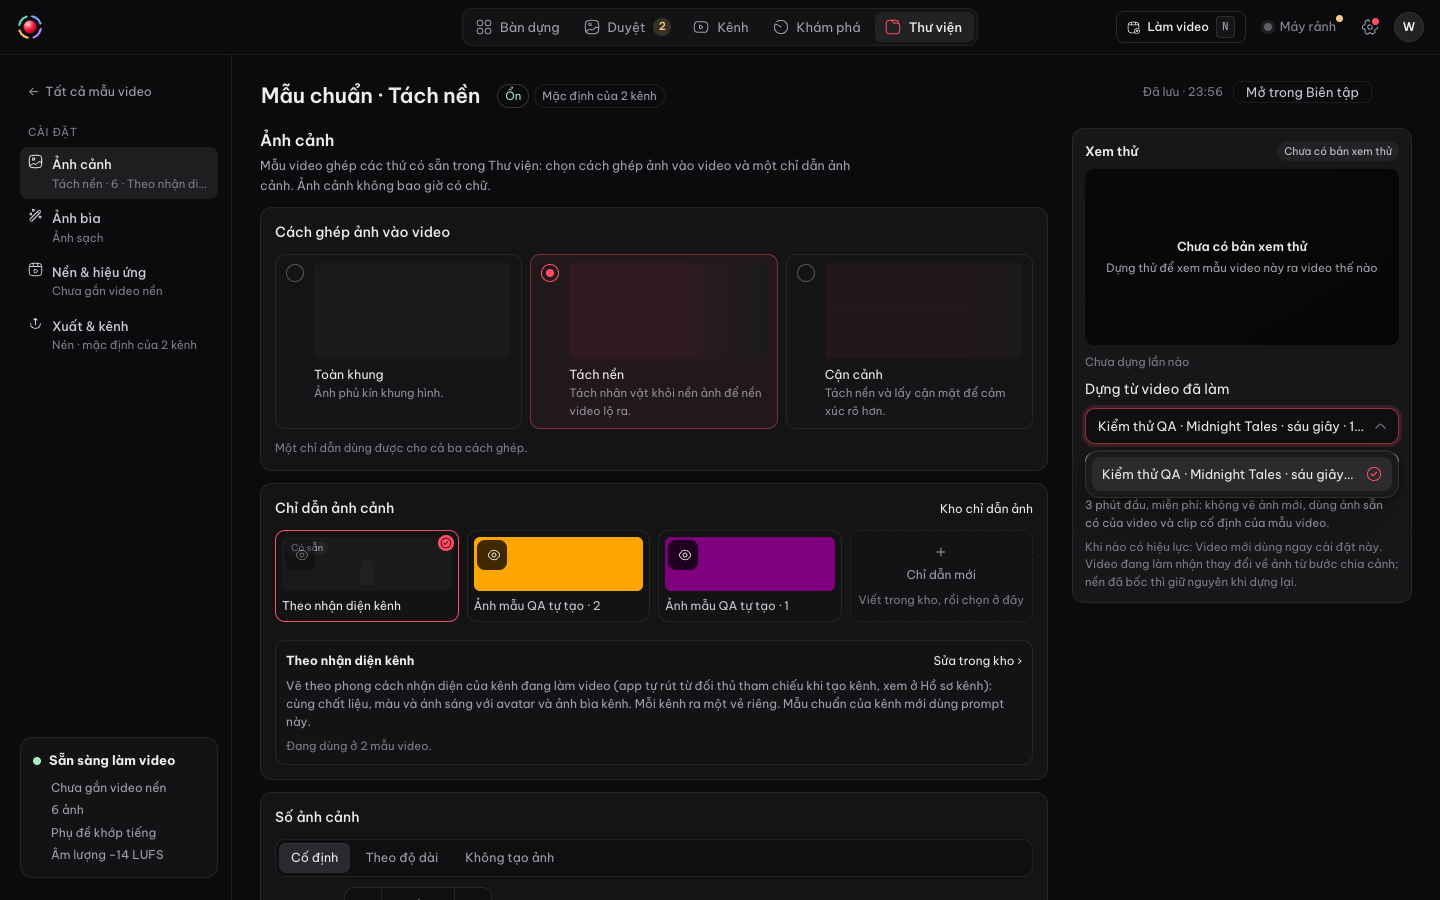 Bàn dựng
Duyệt 2
Kênh
Khám phá
Thư viện
Làm video N
Máy rảnh
W
← Tất cả mẫu video
CÀI ĐẶT
Ảnh cảnh
Tách nền · 6 · Theo nhận di...
Ảnh bìa
Ảnh sạch
Nền & hiệu ứng
Chưa gắn video nền
Xuất & kênh
Nén · mặc định của 2 kênh
Sẵn sàng làm video
Chưa gắn video nền
6 ảnh
Phụ đề khớp tiếng
Âm lượng -14 LUFS
Mẫu chuẩn · Tách nền
Ổn
Mặc định của 2 kênh
Đã lưu · 23:56
Mở trong Biên tập
Ảnh cảnh
Mẫu video ghép các thứ có sẵn trong Thư viện: chọn cách ghép ảnh vào video và một chỉ dẫn ảnh
cảnh. Ảnh cảnh không bao giờ có chữ.
Cách ghép ảnh vào video
Toàn khung
Ảnh phủ kín khung hình.
Tách nền
Tách nhân vật khỏi nền ảnh để nền
video lộ ra.
Cận cảnh
Tách nền và lấy cận mặt để cảm
xúc rõ hơn.
Một chỉ dẫn dùng được cho cả ba cách ghép.
Chỉ dẫn ảnh cảnh
Kho chỉ dẫn ảnh
Có sẵn
Theo nhận diện kênh
Ảnh mẫu QA tự tạo · 2
Ảnh mẫu QA tự tạo · 1
+
Chỉ dẫn mới
Viết trong kho, rồi chọn ở đây
Theo nhận diện kênh
Sửa trong kho ›
Vẽ theo phong cách nhận diện của kênh đang làm video (app tự rút từ đối thủ tham chiếu khi tạo kênh, xem ở Hồ sơ kênh):
cùng chất liệu, màu và ánh sáng với avatar và ảnh bìa kênh. Mỗi kênh ra một vẻ riêng. Mẫu chuẩn của kênh mới dùng prompt
này.
Đang dùng ở 2 mẫu video.
Số ảnh cảnh
Cố định
Theo độ dài
Không tạo ảnh
Xem thử
Chưa có bản xem thử
Chưa có bản xem thử
Dựng thử để xem mẫu video này ra video thế nào
Chưa dựng lần nào
Dựng từ video đã làm
Kiểm thử QA · Midnight Tales · sáu giây · 1...
Kiểm thử QA · Midnight Tales · sáu giây...
3 phút đầu, miễn phí: không vẽ ảnh mới, dùng ảnh sẵn
có của video và clip cố định của mẫu video.
Khi nào có hiệu lực: Video mới dùng ngay cài đặt này.
Video đang làm nhận thay đổi về ảnh từ bước chia cảnh;
nền đã bốc thì giữ nguyên khi dựng lại.